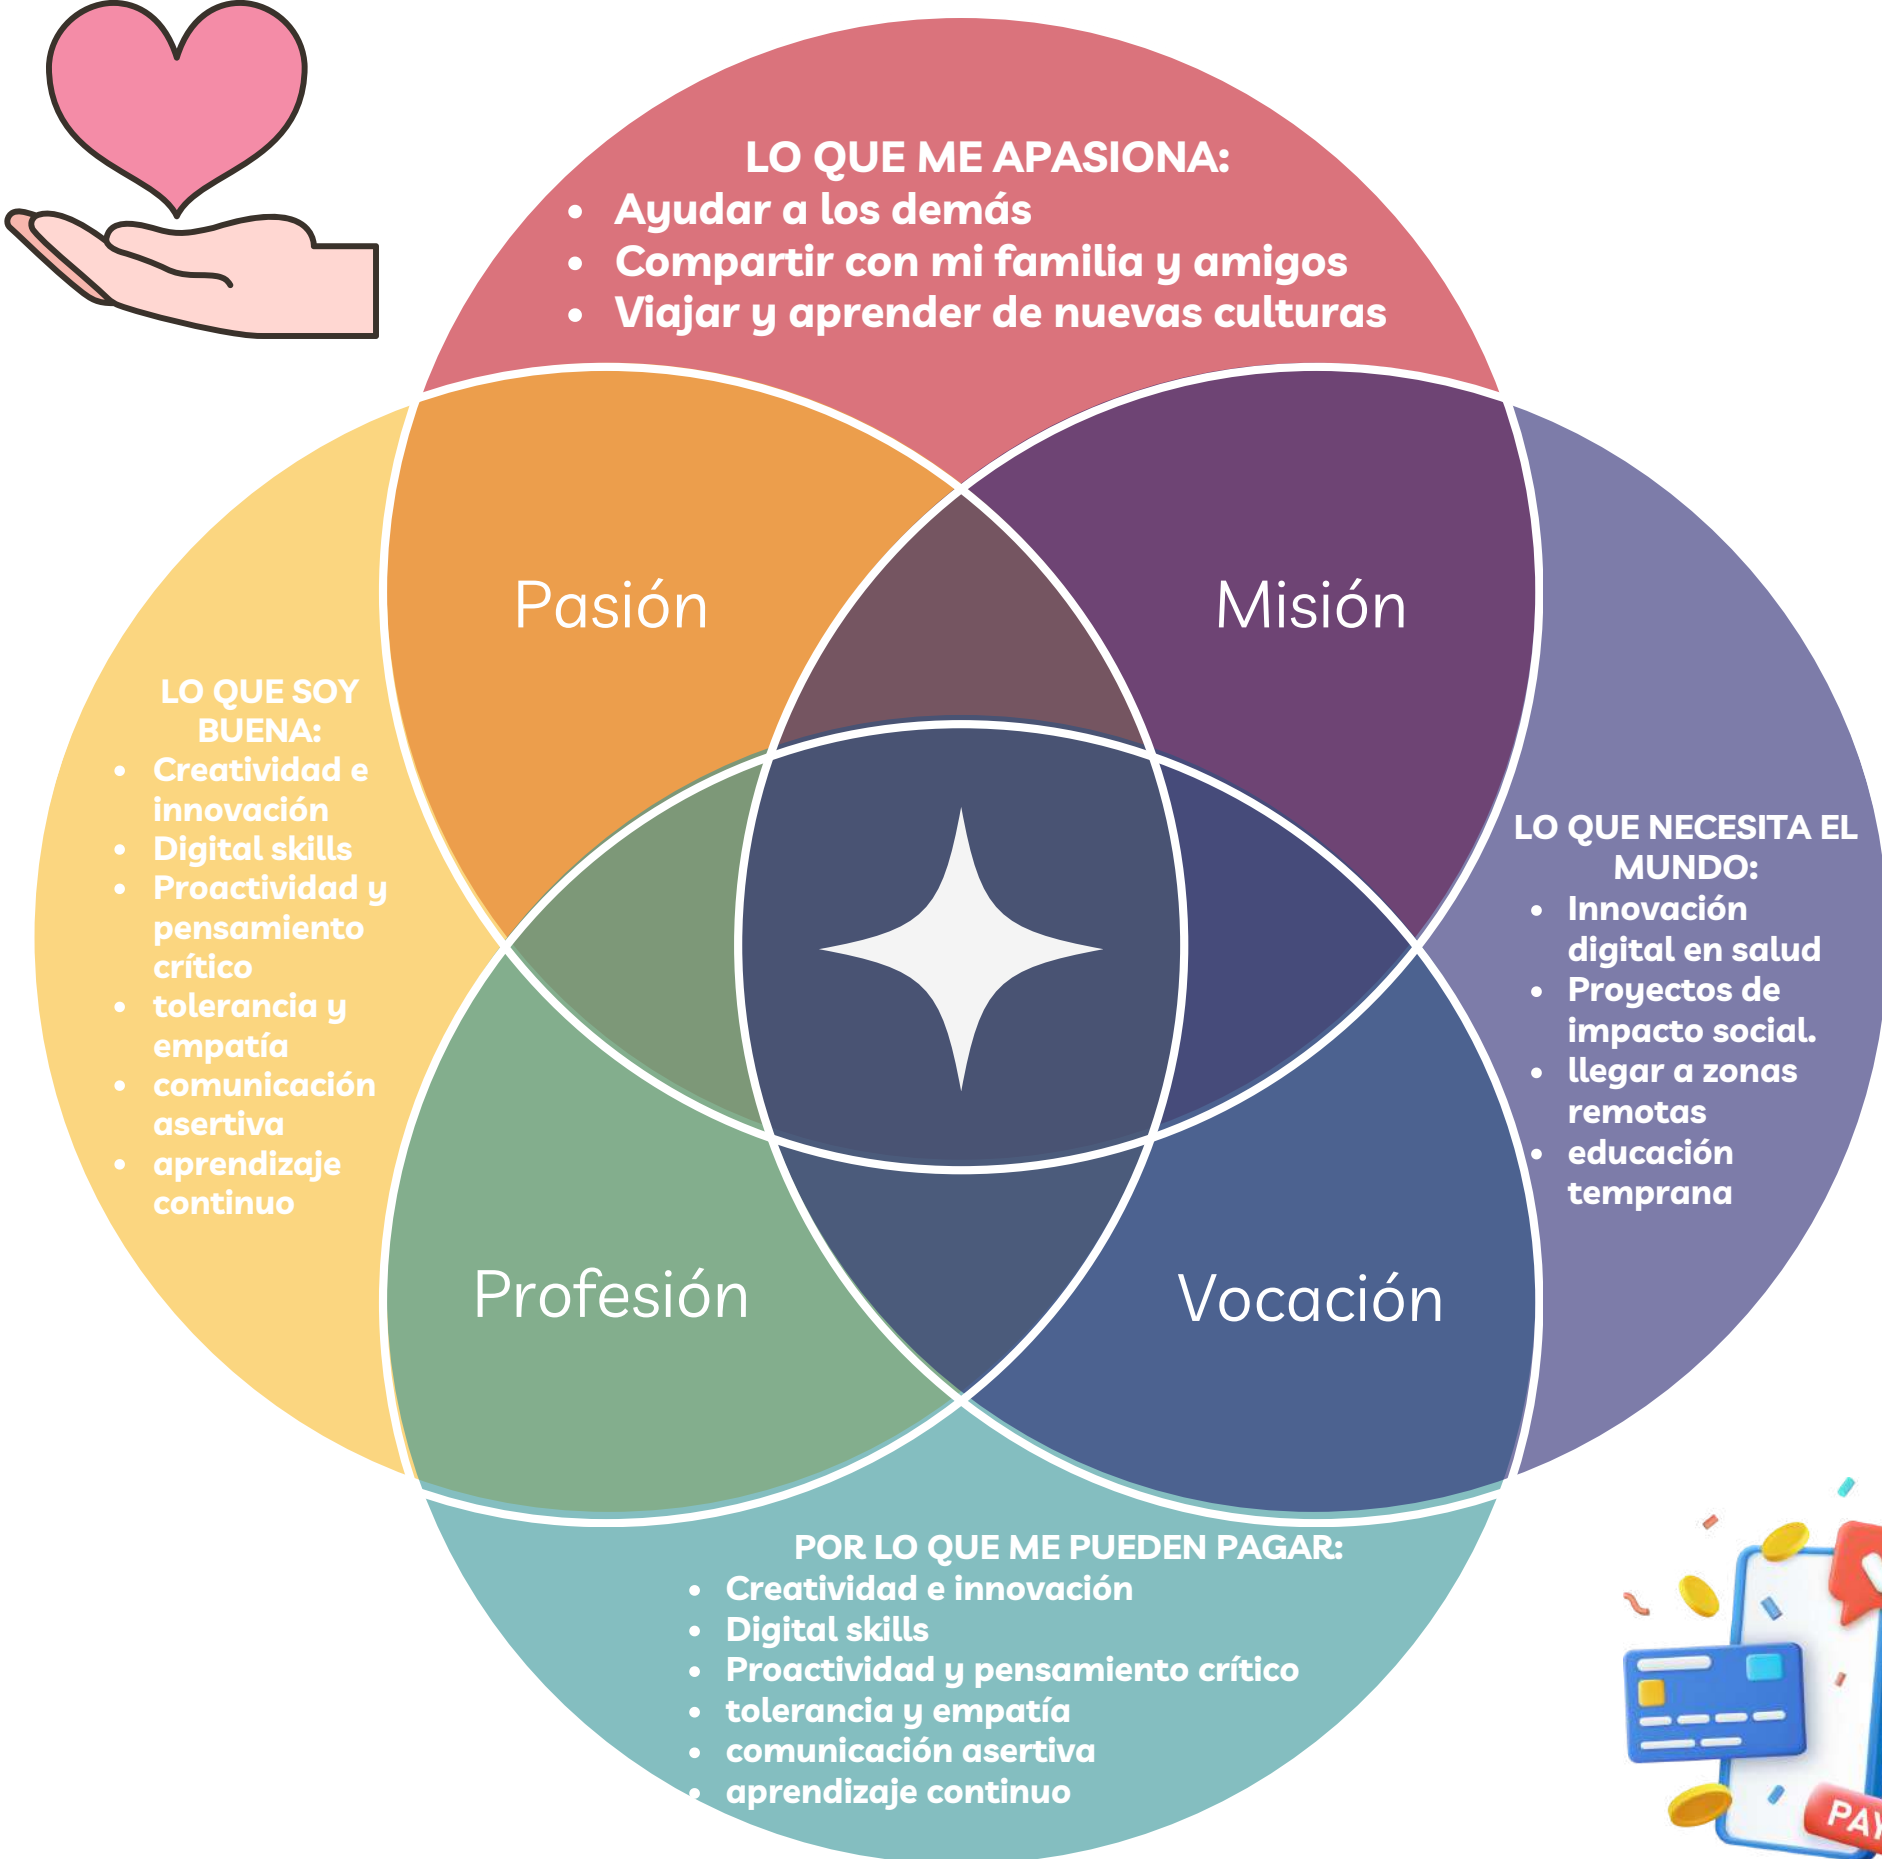 LO QUE ME APASIONA:
• Ayudar a los demás
• Compartir con mi familia y amigos
• Viajar y aprender de nuevas culturas
Pasión
Misión
LO QUE SOY
BUENA:
• Creatividad e
innovación
• Digital skills
• Proactividad y
pensamiento
crítico
• tolerancia y
empatía
• comunicación
asertiva
• aprendizaje
continuo
LO QUE NECESITA EL
MUNDO:
• Innovación
digital en salud
• Proyectos de
impacto social.
• llegar a zonas
remotas
• educación
temprana
Profesión
Vocación
POR LO QUE ME PUEDEN PAGAR:
• Creatividad e innovación
• Digital skills
• Proactividad y pensamiento crítico
• tolerancia y empatía
• comunicación asertiva
• aprendizaje continuo
PAY